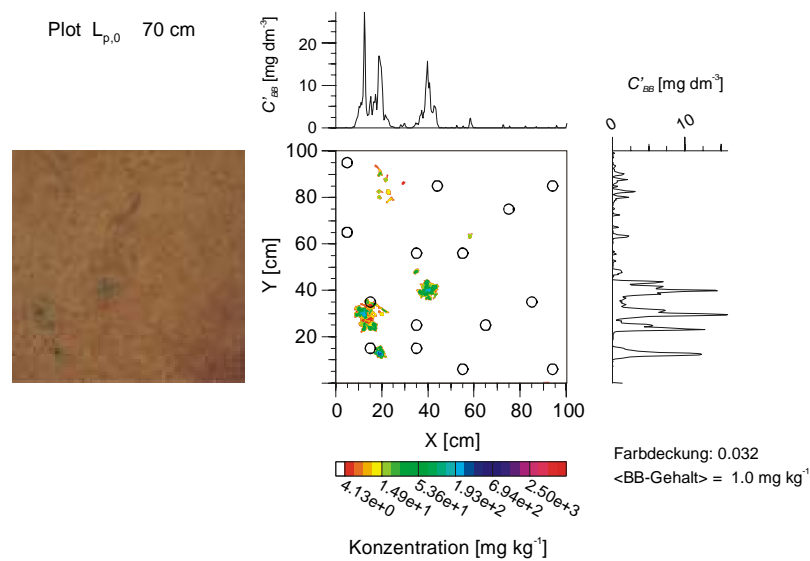 Plot L_p,0 70 cm
C'_BB [mg dm⁻³]
20
10
0
C'_BB [mg dm⁻³]
0
10
100
80
60
40
20
Y [cm]
0 20 40 60 80 100
X [cm]
4.13e+0 1.49e+1 5.36e+1 1.93e+2 6.94e+2 2.50e+3
Konzentration [mg kg⁻¹]
Farbdeckung: 0.032
<BB-Gehalt> = 1.0 mg kg⁻¹